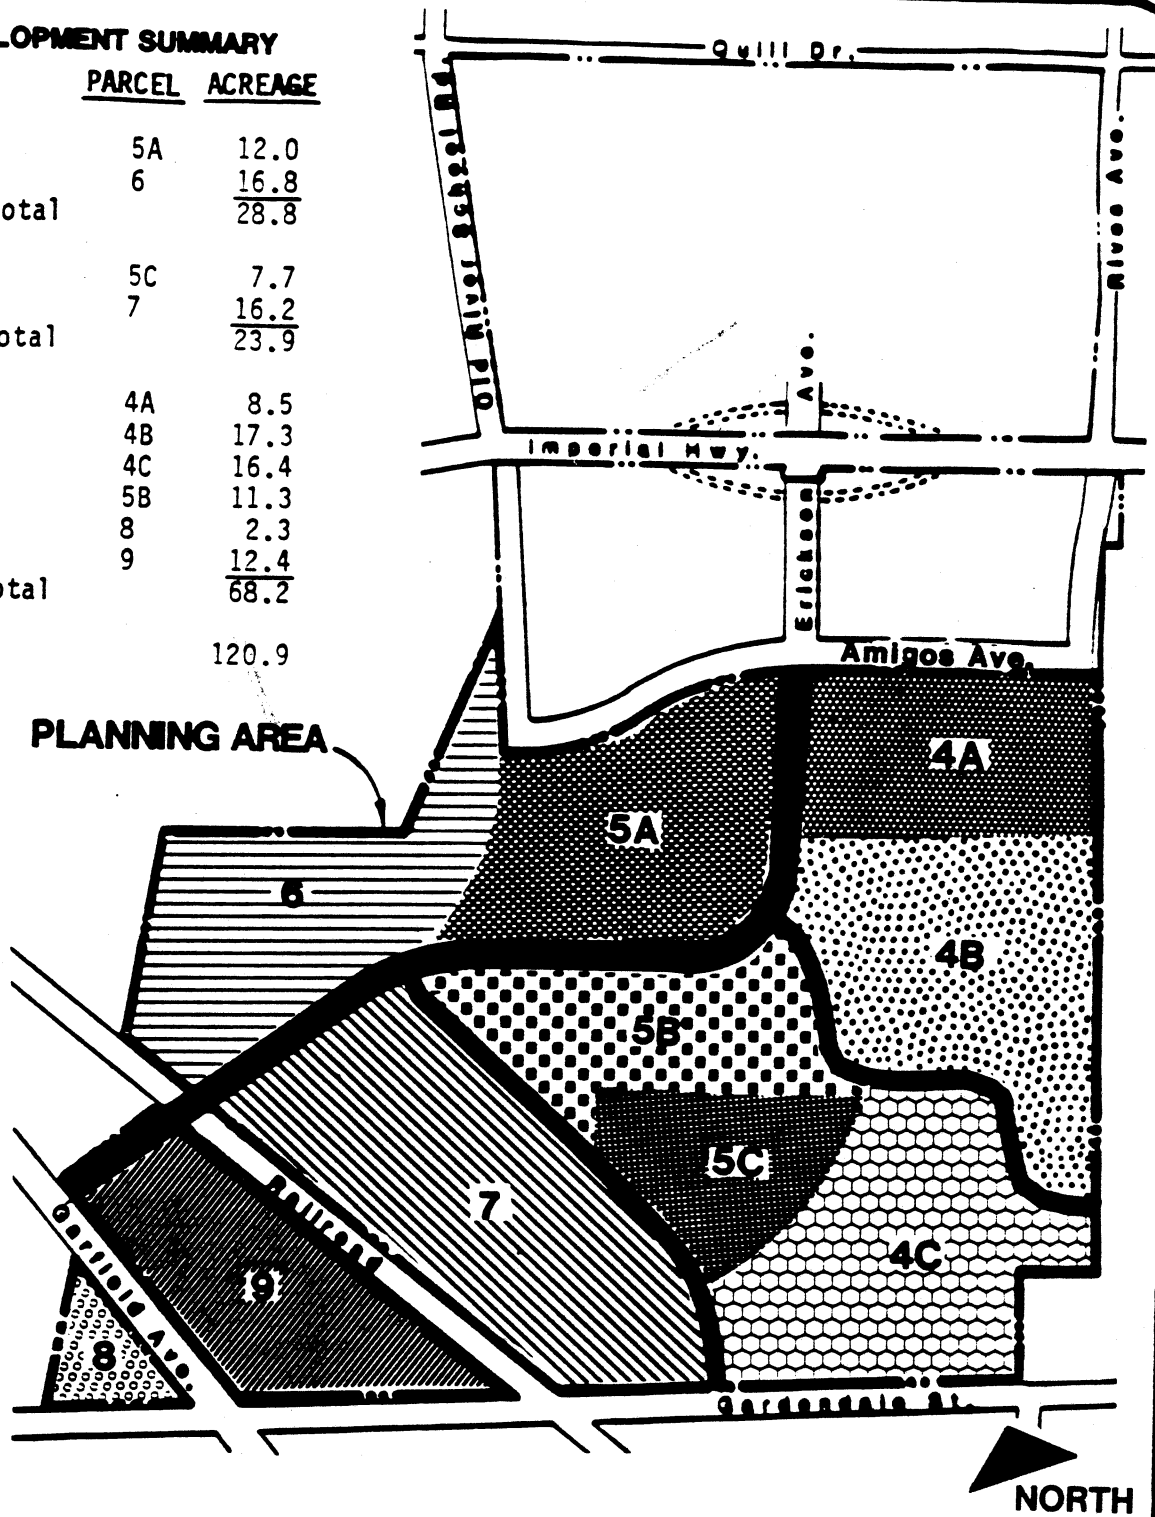 LOPMENT SUMMARY
PARCEL ACREAGE
5A 12.0
6 16.8
otal 28.8
5C 7.7
7 16.2
otal 23.9
4A 8.5
4B 17.3
4C 16.4
5B 11.3
8 2.3
9 12.4
otal 68.2
120.9
PLANNING AREA
Quill Dr.
Old River School Rd.
Rives Ave.
Imperial Hwy.
Erickson Ave.
Amigos Ave.
4A
5A
6
4B
5B
5C
7
4C
9
8
Railroad
Garfield Ave.
Gardendale St.
NORTH